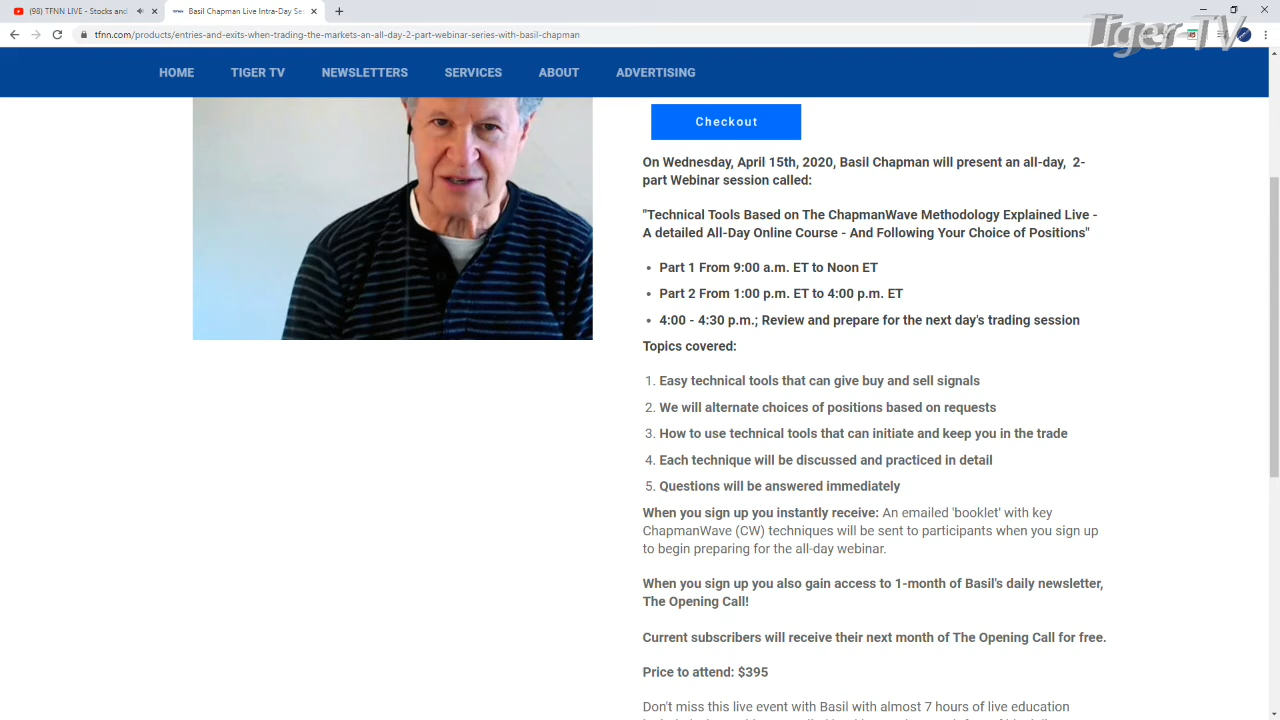 (98) TFNN LIVE - Stocks and
Basil Chapman Live Intra-Day Se
tfnn.com/products/entries-and-exits-when-trading-the-markets-an-all-day-2-part-webinar-series-with-basil-chapman
Tiger-TV
HOME TIGER TV NEWSLETTERS SERVICES ABOUT ADVERTISING
Checkout
On Wednesday, April 15th, 2020, Basil Chapman will present an all-day, 2-
part Webinar session called:
"Technical Tools Based on The ChapmanWave Methodology Explained Live -
A detailed All-Day Online Course - And Following Your Choice of Positions"
• Part 1 From 9:00 a.m. ET to Noon ET
• Part 2 From 1:00 p.m. ET to 4:00 p.m. ET
• 4:00 - 4:30 p.m.; Review and prepare for the next day's trading session
Topics covered:
1. Easy technical tools that can give buy and sell signals
2. We will alternate choices of positions based on requests
3. How to use technical tools that can initiate and keep you in the trade
4. Each technique will be discussed and practiced in detail
5. Questions will be answered immediately
When you sign up you instantly receive: An emailed 'booklet' with key
ChapmanWave (CW) techniques will be sent to participants when you sign up
to begin preparing for the all-day webinar.
When you sign up you also gain access to 1-month of Basil's daily newsletter,
The Opening Call!
Current subscribers will receive their next month of The Opening Call for free.
Price to attend: $395
Don't miss this live event with Basil with almost 7 hours of live education